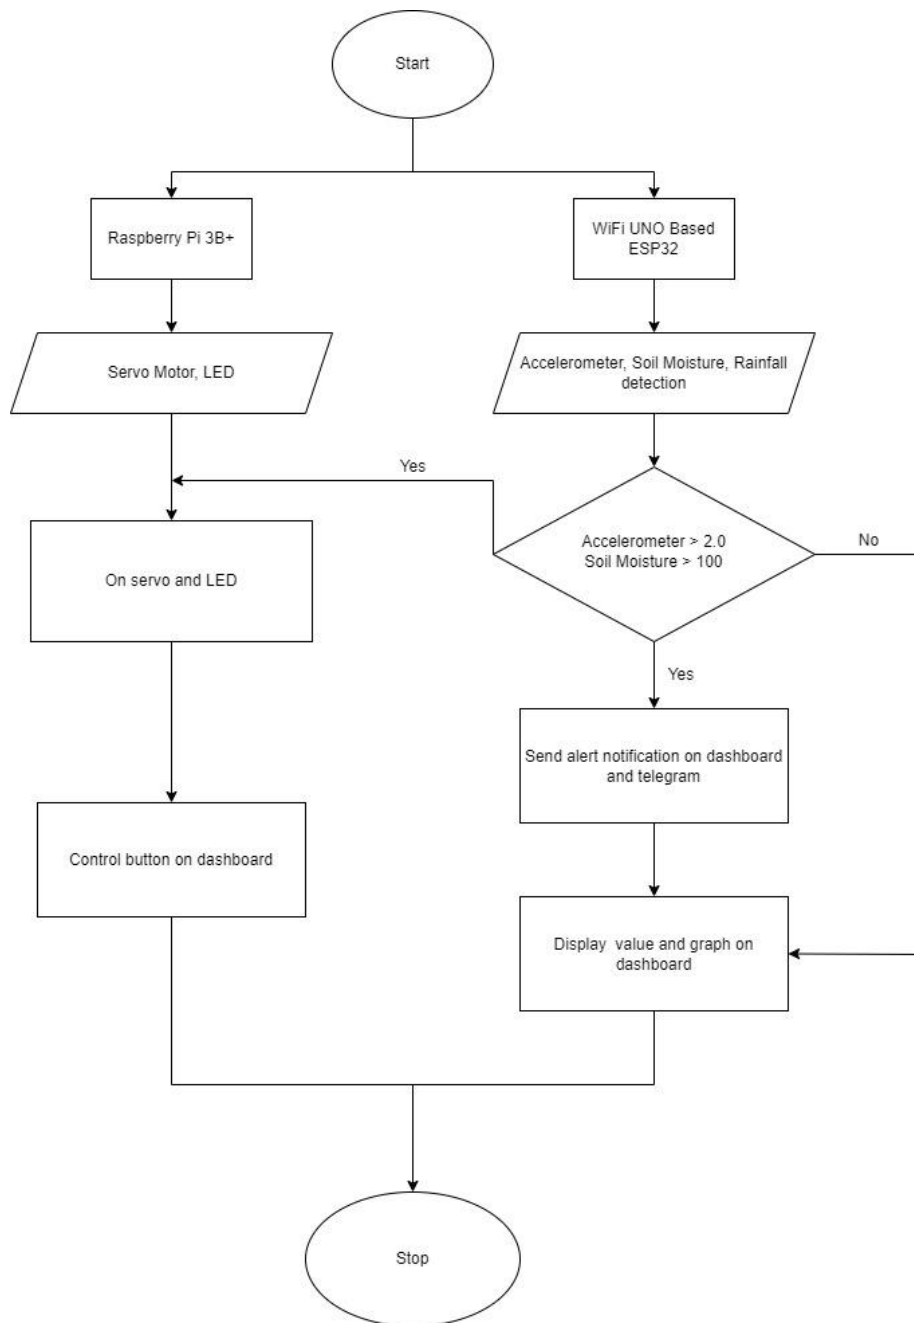 Start
Raspberry Pi 3B+
WiFi UNO Based
ESP32
Servo Motor, LED
Accelerometer, Soil Moisture, Rainfall
detection
Yes
Accelerometer > 2.0
Soil Moisture > 100
No
On servo and LED
Yes
Send alert notification on dashboard
and telegram
Control button on dashboard
Display value and graph on
dashboard
Stop